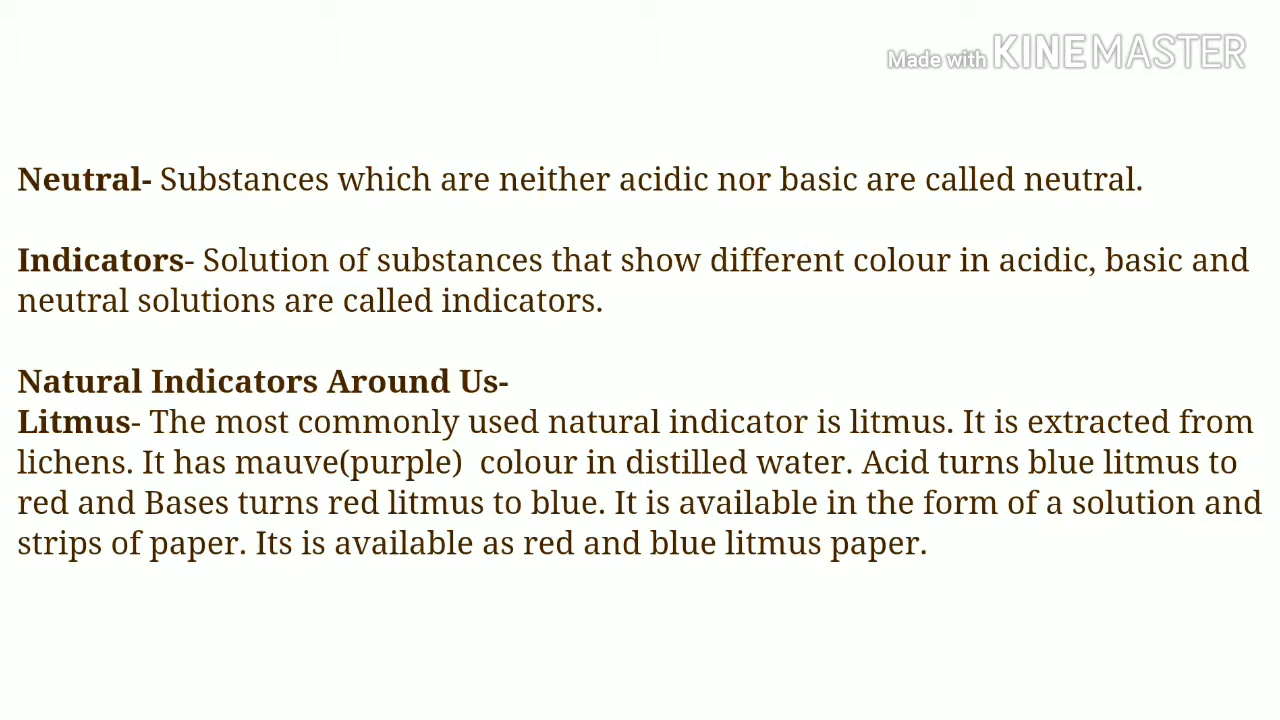 Made with KINEMASTER
Neutral- Substances which are neither acidic nor basic are called neutral.
Indicators- Solution of substances that show different colour in acidic, basic and
neutral solutions are called indicators.
Natural Indicators Around Us-
Litmus- The most commonly used natural indicator is litmus. It is extracted from
lichens. It has mauve(purple)  colour in distilled water. Acid turns blue litmus to
red and Bases turns red litmus to blue. It is available in the form of a solution and
strips of paper. Its is available as red and blue litmus paper.